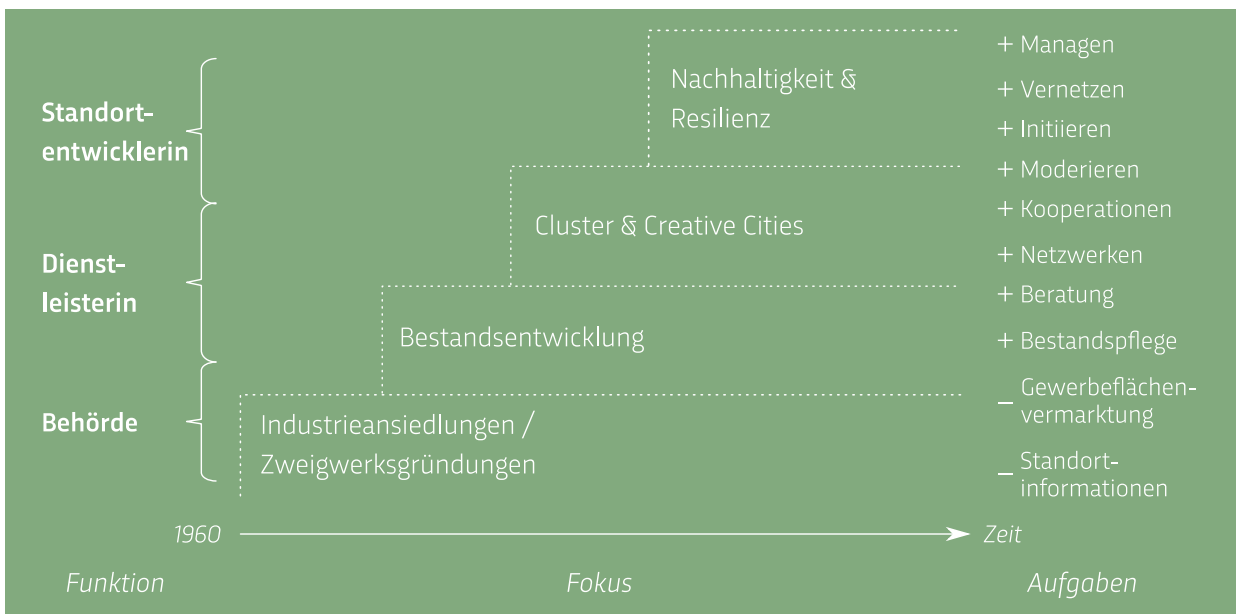 Standort-
entwicklerin
Dienst-
leisterin
Behörde
Nachhaltigkeit &
Resilienz
Cluster & Creative Cities
Bestandsentwicklung
Industrieansiedlungen /
Zweigwerksgründungen
+ Managen
+ Vernetzen
+ Initiieren
+ Moderieren
+ Kooperationen
+ Netzwerken
+ Beratung
+ Bestandspflege
– Gewerbeflächen-
vermarktung
– Standort-
informationen
1960
Zeit
Funktion
Fokus
Aufgaben